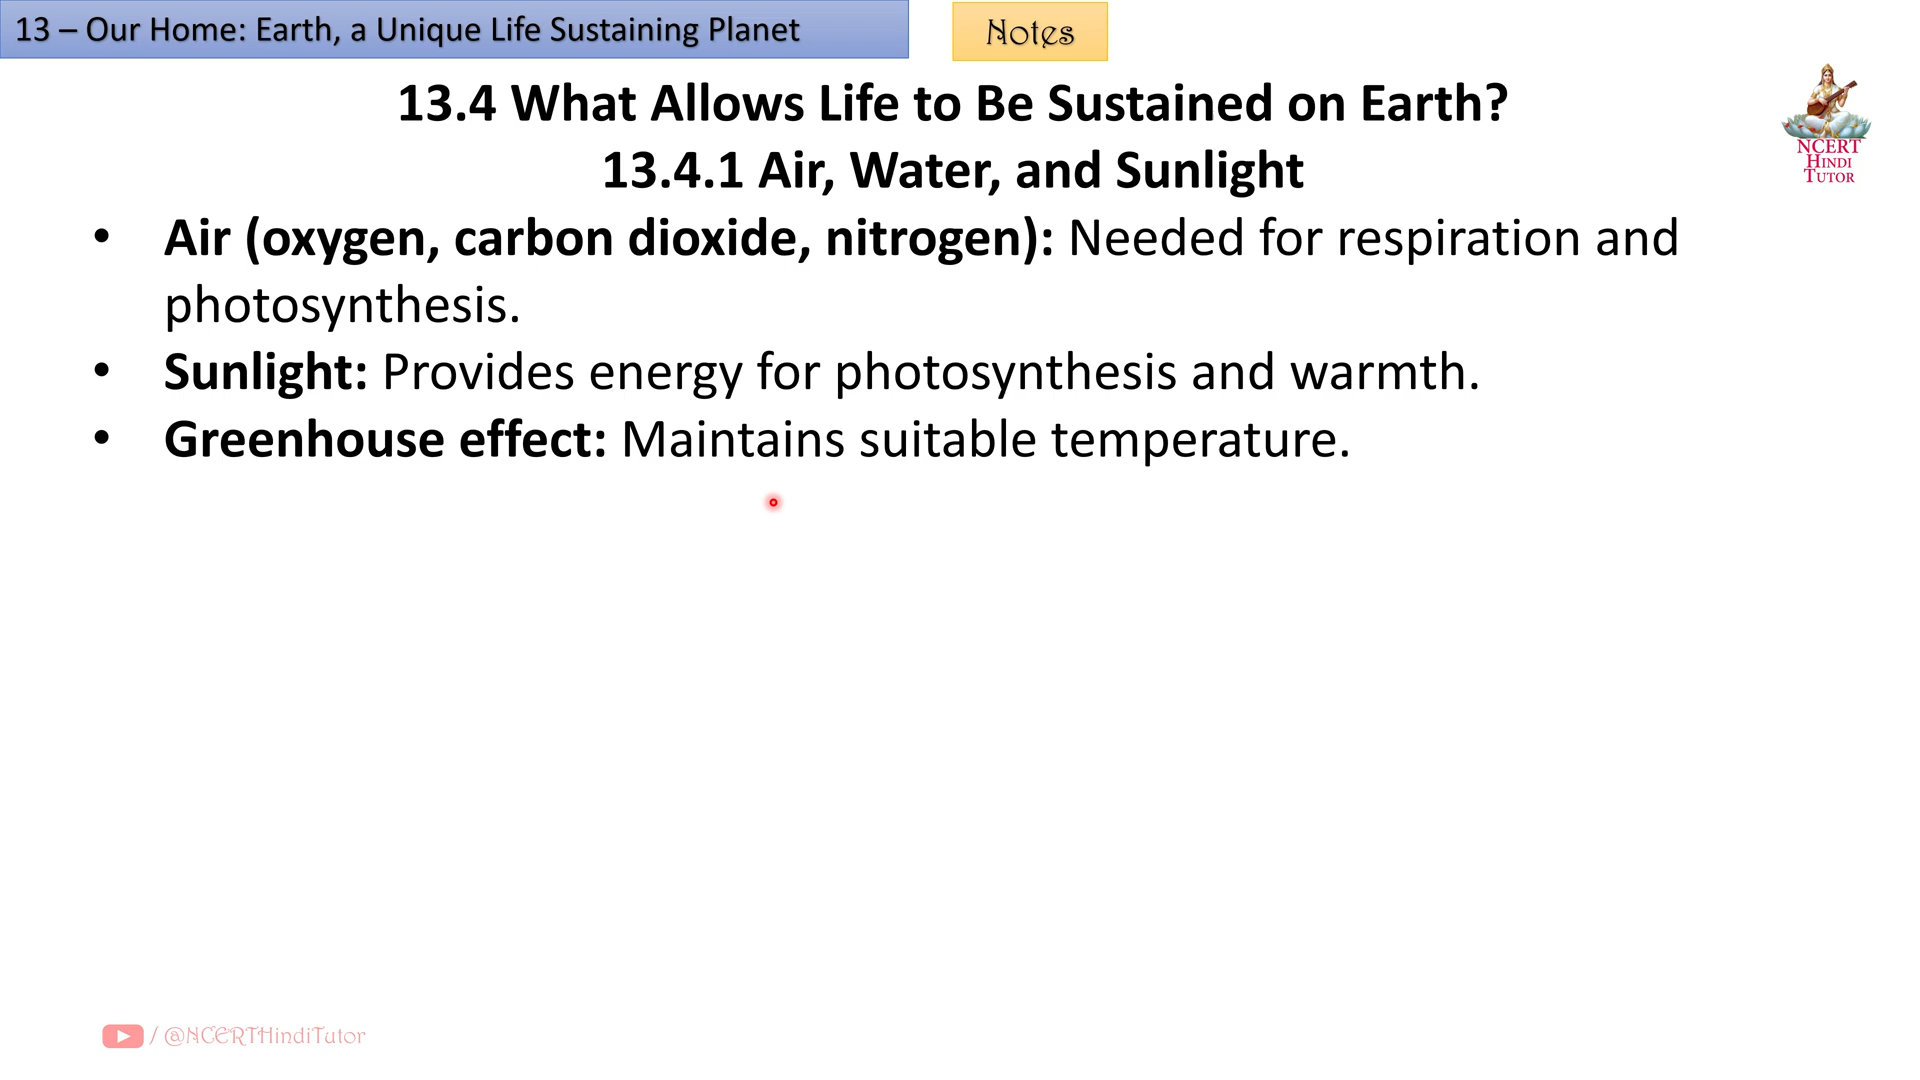 13 – Our Home: Earth, a Unique Life Sustaining Planet
Notes
13.4 What Allows Life to Be Sustained on Earth?
13.4.1 Air, Water, and Sunlight
NCERT
HINDI
TUTOR
• Air (oxygen, carbon dioxide, nitrogen): Needed for respiration and
photosynthesis.
• Sunlight: Provides energy for photosynthesis and warmth.
• Greenhouse effect: Maintains suitable temperature.
/ @NCERTHindiTutor